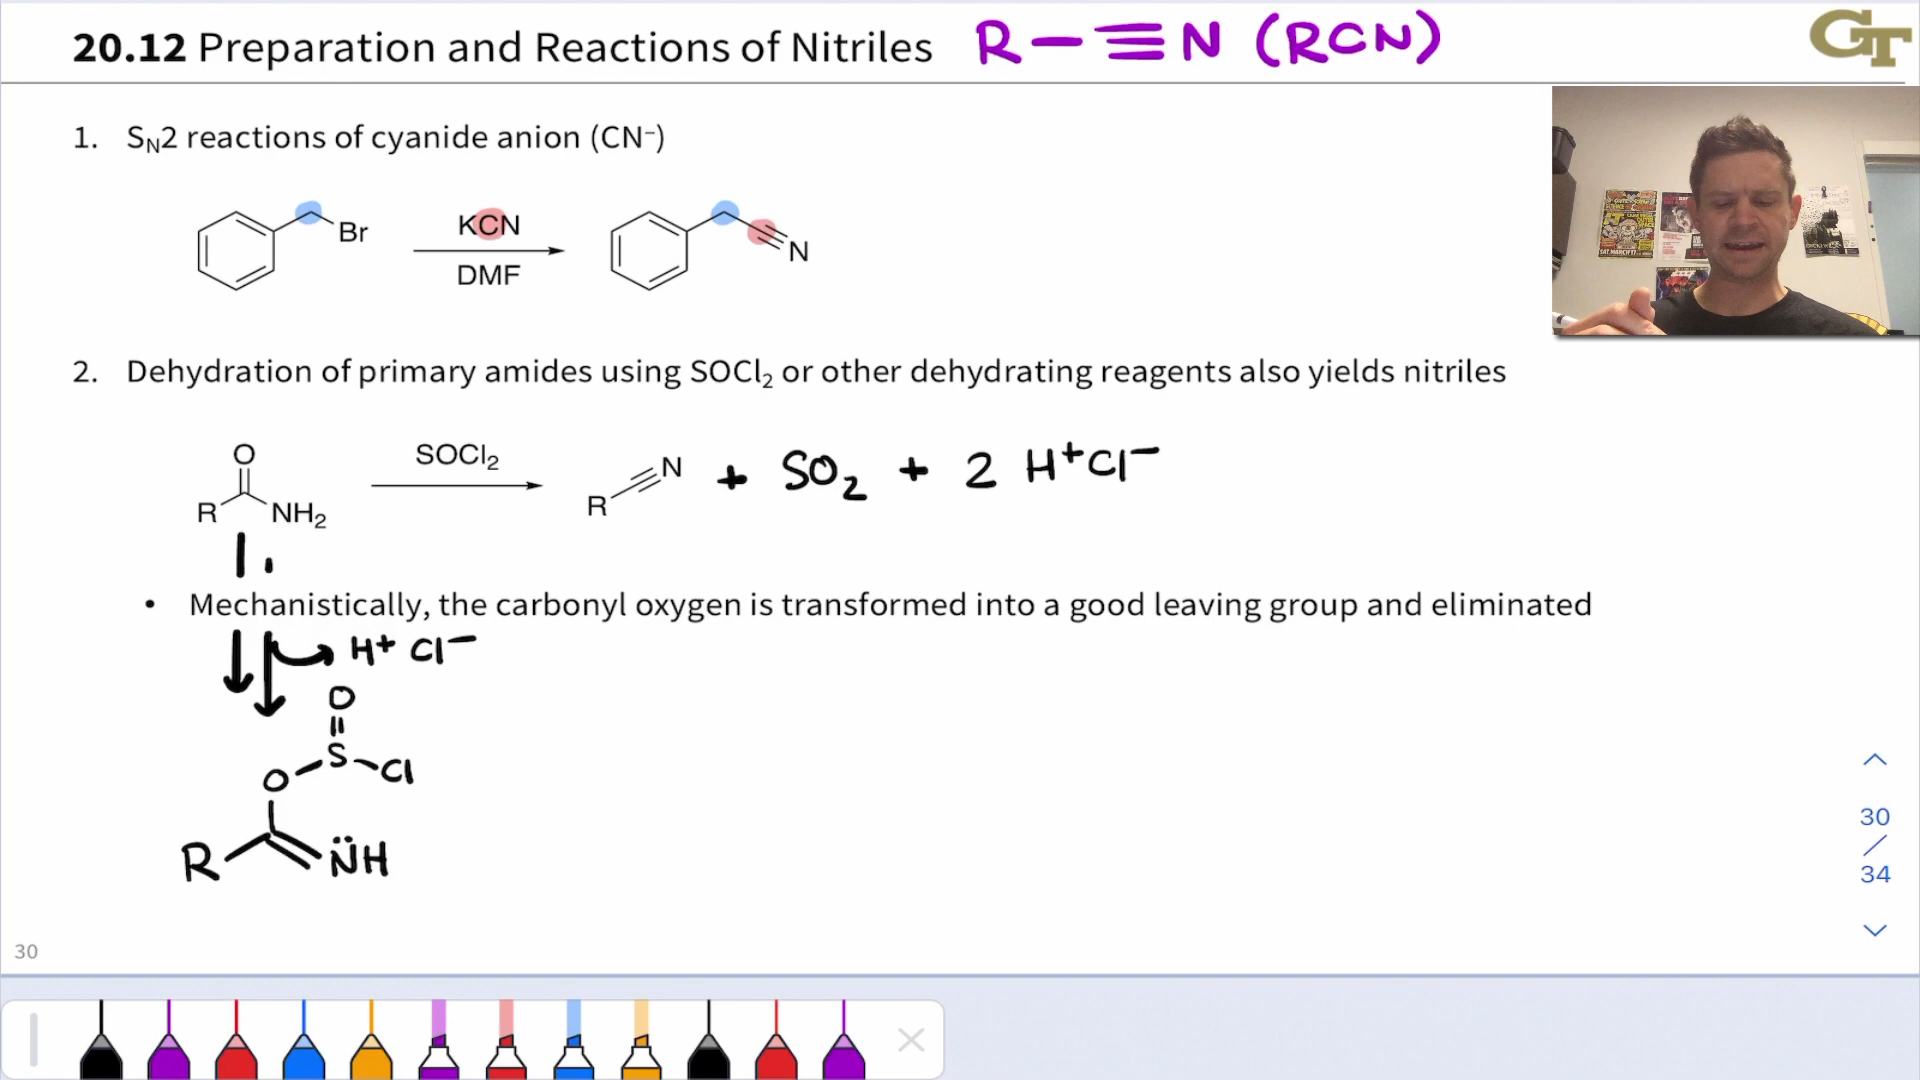 20.12 Preparation and Reactions of Nitriles R—≡N (RCN)
GT
1. SN2 reactions of cyanide anion (CN⁻)
Br
KCN
DMF
N
2. Dehydration of primary amides using SOCl₂ or other dehydrating reagents also yields nitriles
O
R NH₂
SOCl₂
R N + SO₂ + 2 H⁺Cl⁻
• Mechanistically, the carbonyl oxygen is transformed into a good leaving group and eliminated
H⁺ Cl⁻
O
S Cl
O
R N̈H
30
/
34
30